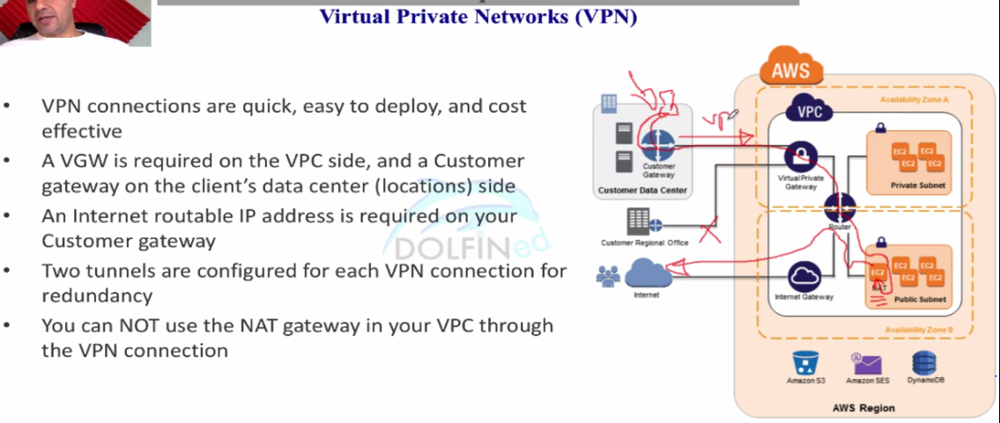 Virtual Private Networks (VPN)
• VPN connections are quick, easy to deploy, and cost
effective
• A VGW is required on the VPC side, and a Customer
gateway on the client's data center (locations) side
• An Internet routable IP address is required on your
Customer gateway
• Two tunnels are configured for each VPN connection for
redundancy
• You can NOT use the NAT gateway in your VPC through
the VPN connection
DOLFINed
AWS
Availability Zone A
VPC
vp
Customer
Gateway
Customer Data Center
Virtual Private
Gateway
EC2 EC2
EC2 EC2
Private Subnet
Router
Customer Regional Office
Internet
Internet Gateway
EC2 EC2 EC2
EC2 EC2
NAT
Public Subnet
Availability Zone B
Amazon S3
Amazon SES
DynamoDB
AWS Region